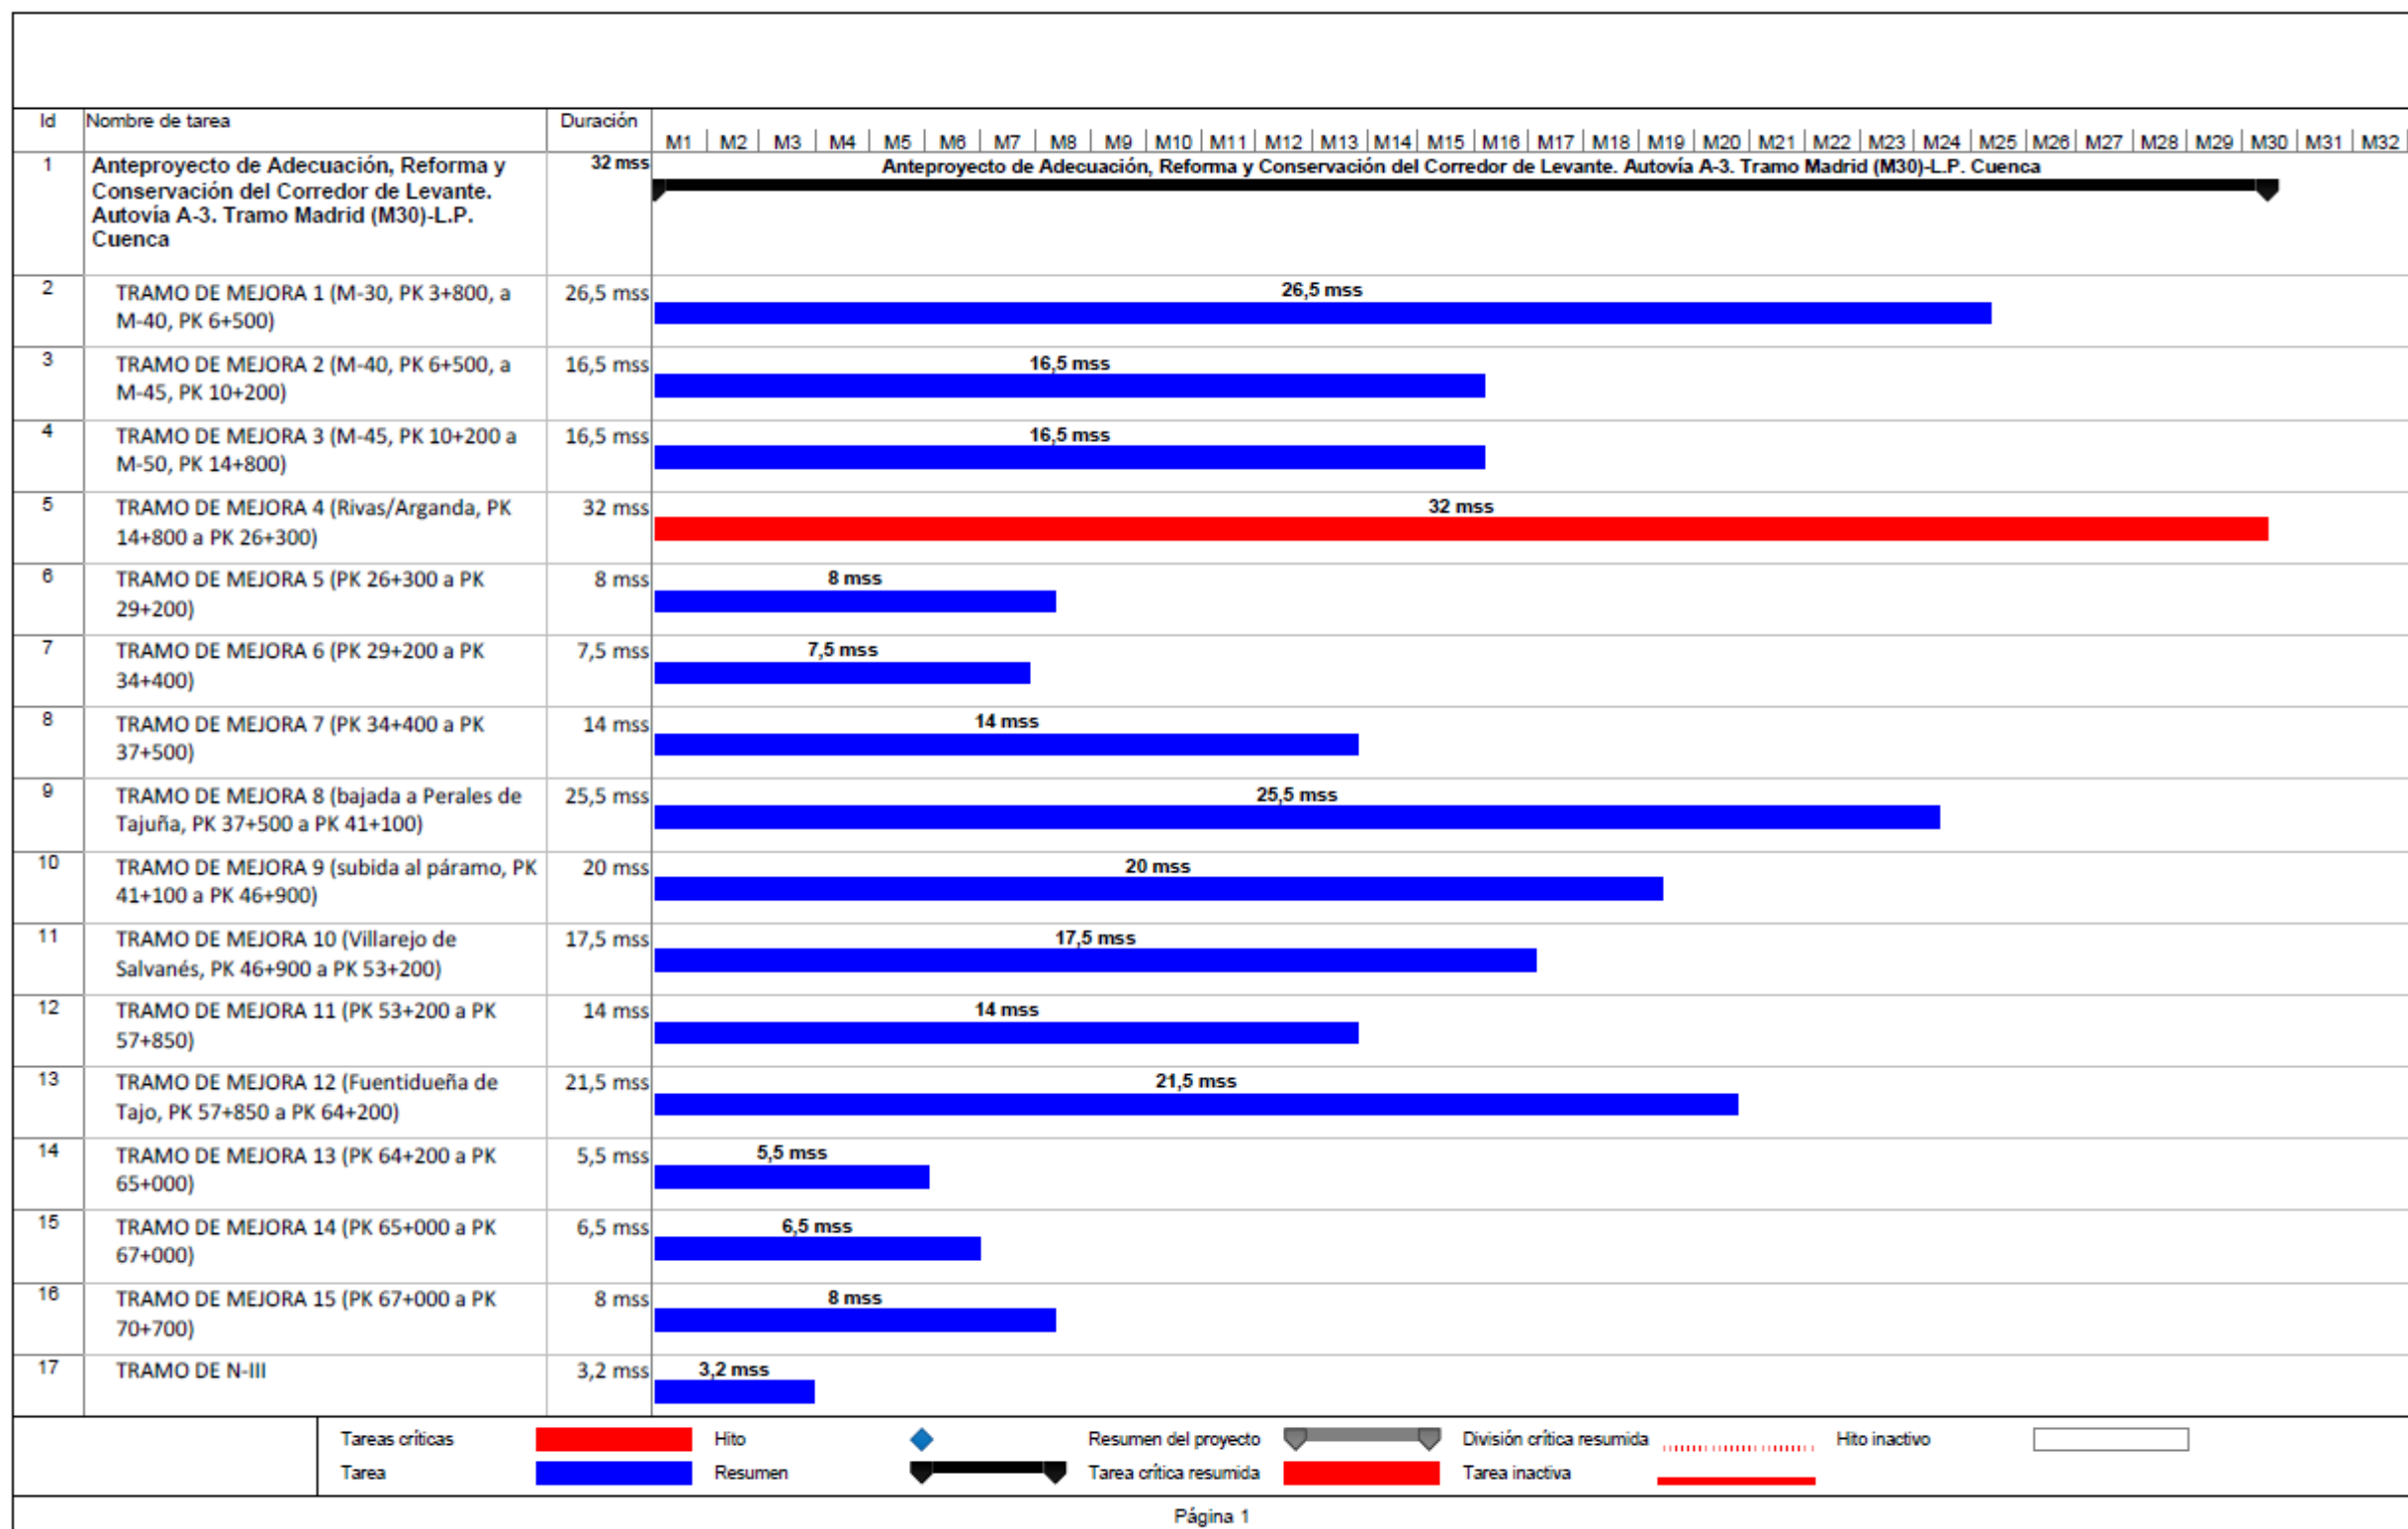 Id Nombre de tarea Duración M1 M2 M3 M4 M5 M6 M7 M8 M9 M10 M11 M12 M13 M14 M15 M16 M17 M18 M19 M20 M21 M22 M23 M24 M25 M26 M27 M28 M29 M30 M31 M32
1 Anteproyecto de Adecuación, Reforma y 32 mss Anteproyecto de Adecuación, Reforma y Conservación del Corredor de Levante. Autovía A-3. Tramo Madrid (M30)-L.P. Cuenca
Conservación del Corredor de Levante.
Autovía A-3. Tramo Madrid (M30)-L.P.
Cuenca
2 TRAMO DE MEJORA 1 (M-30, PK 3+800, a 26,5 mss 26,5 mss
M-40, PK 6+500)
3 TRAMO DE MEJORA 2 (M-40, PK 6+500, a 16,5 mss 16,5 mss
M-45, PK 10+200)
4 TRAMO DE MEJORA 3 (M-45, PK 10+200 a 16,5 mss 16,5 mss
M-50, PK 14+800)
5 TRAMO DE MEJORA 4 (Rivas/Arganda, PK 32 mss 32 mss
14+800 a PK 26+300)
6 TRAMO DE MEJORA 5 (PK 26+300 a PK 8 mss 8 mss
29+200)
7 TRAMO DE MEJORA 6 (PK 29+200 a PK 7,5 mss 7,5 mss
34+400)
8 TRAMO DE MEJORA 7 (PK 34+400 a PK 14 mss 14 mss
37+500)
9 TRAMO DE MEJORA 8 (bajada a Perales de 25,5 mss 25,5 mss
Tajuña, PK 37+500 a PK 41+100)
10 TRAMO DE MEJORA 9 (subida al páramo, PK 20 mss 20 mss
41+100 a PK 46+900)
11 TRAMO DE MEJORA 10 (Villarejo de 17,5 mss 17,5 mss
Salvanés, PK 46+900 a PK 53+200)
12 TRAMO DE MEJORA 11 (PK 53+200 a PK 14 mss 14 mss
57+850)
13 TRAMO DE MEJORA 12 (Fuentidueña de 21,5 mss 21,5 mss
Tajo, PK 57+850 a PK 64+200)
14 TRAMO DE MEJORA 13 (PK 64+200 a PK 5,5 mss 5,5 mss
65+000)
15 TRAMO DE MEJORA 14 (PK 65+000 a PK 6,5 mss 6,5 mss
67+000)
16 TRAMO DE MEJORA 15 (PK 67+000 a PK 8 mss 8 mss
70+700)
17 TRAMO DE N-III 3,2 mss 3,2 mss
Tareas críticas Hito Resumen del proyecto División crítica resumida Hito inactivo
Tarea Resumen Tarea crítica resumida Tarea inactiva
Página 1